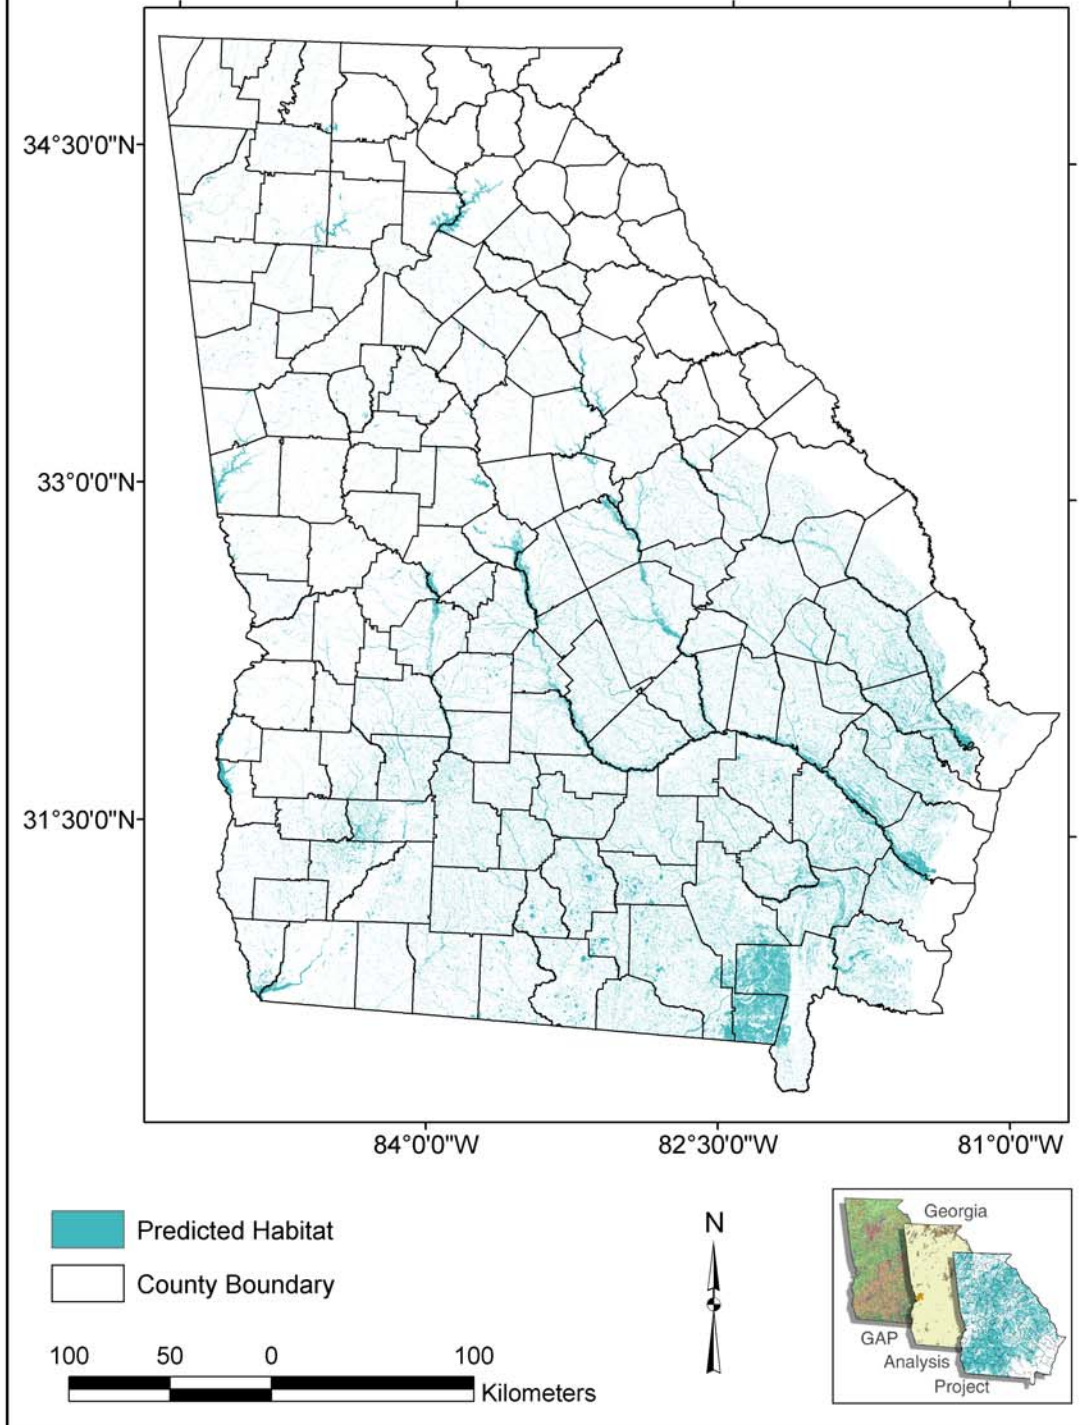 34°30'0"N
33°0'0"N
31°30'0"N
84°0'0"W
82°30'0"W
81°0'0"W
Predicted Habitat
County Boundary
100
50
0
100
Kilometers
N
Georgia
GAP
Analysis
Project